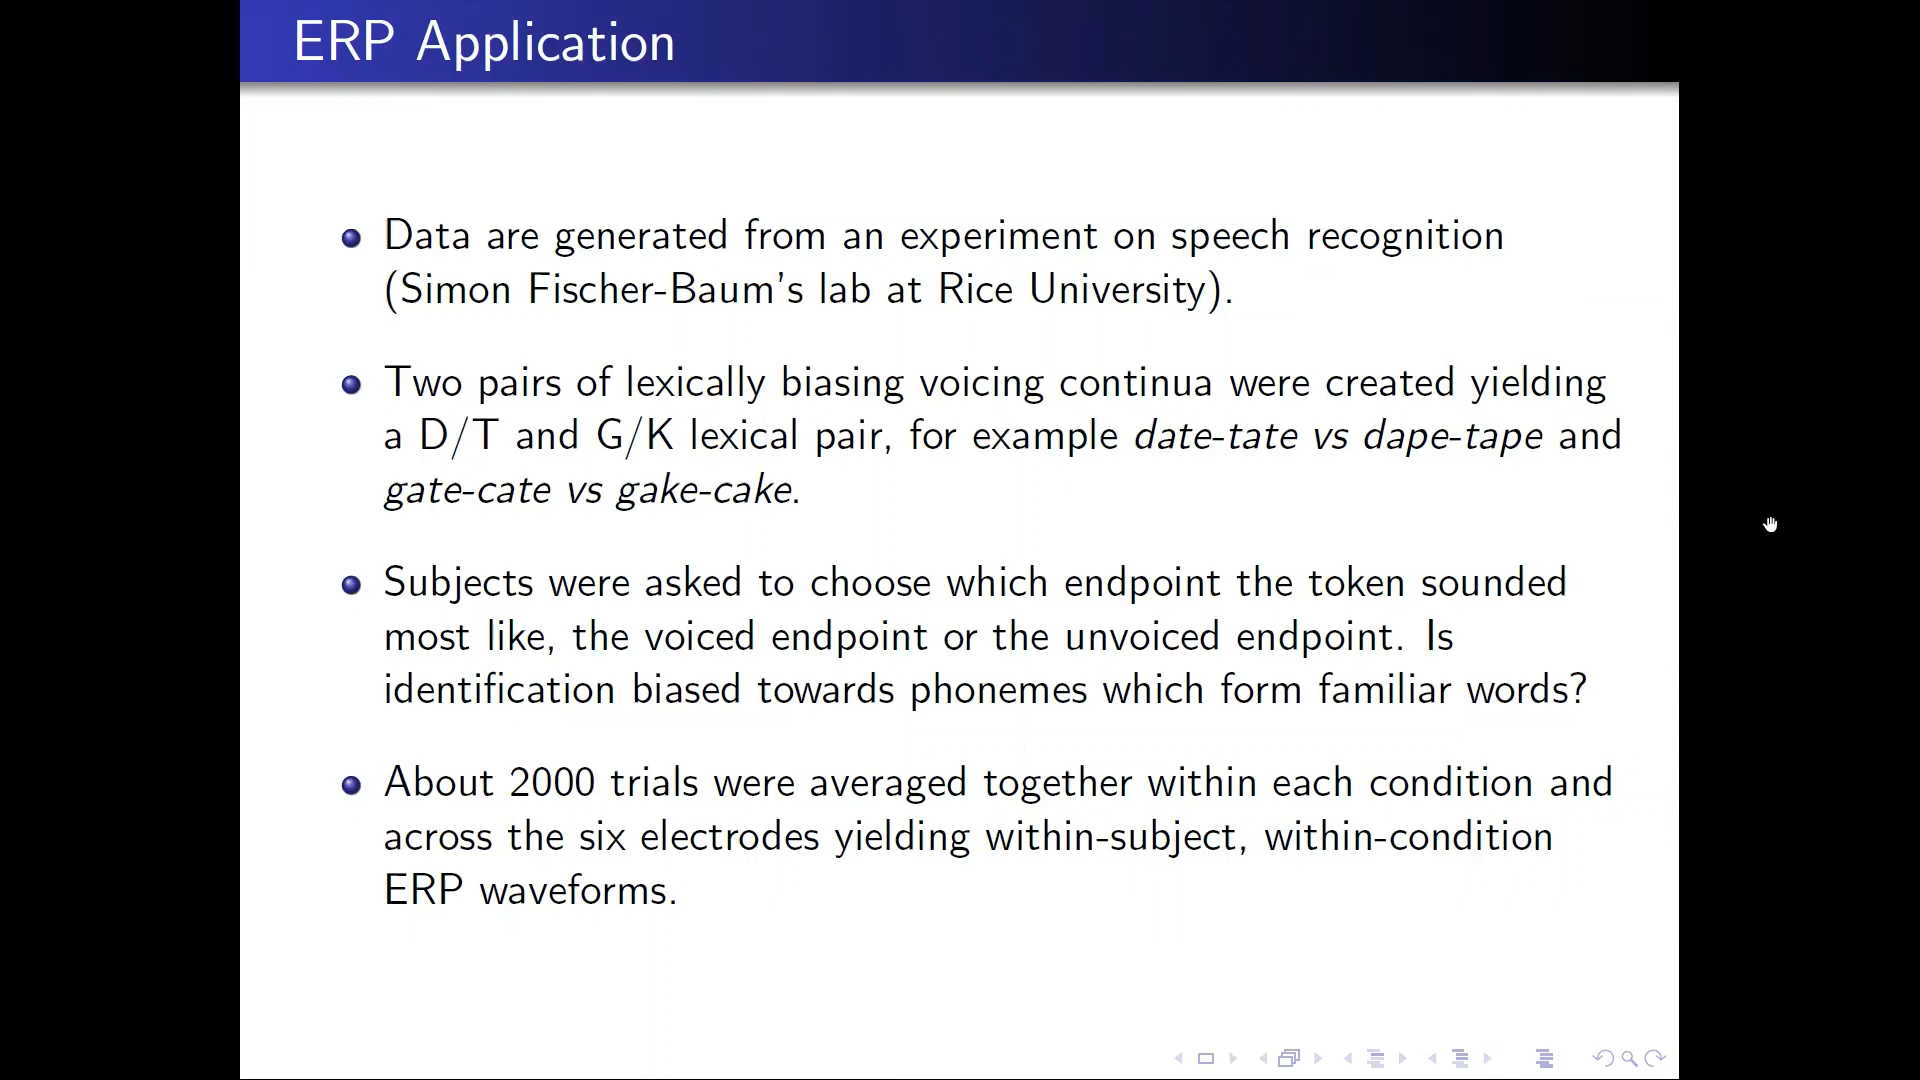 ERP Application
Data are generated from an experiment on speech recognition
(Simon Fischer-Baum's lab at Rice University).
Two pairs of lexically biasing voicing continua were created yielding
a D/T and G/K lexical pair, for example date-tate vs dape-tape and
gate-cate vs gake-cake.
Subjects were asked to choose which endpoint the token sounded
most like, the voiced endpoint or the unvoiced endpoint. Is
identification biased towards phonemes which form familiar words?
About 2000 trials were averaged together within each condition and
across the six electrodes yielding within-subject, within-condition
ERP waveforms.